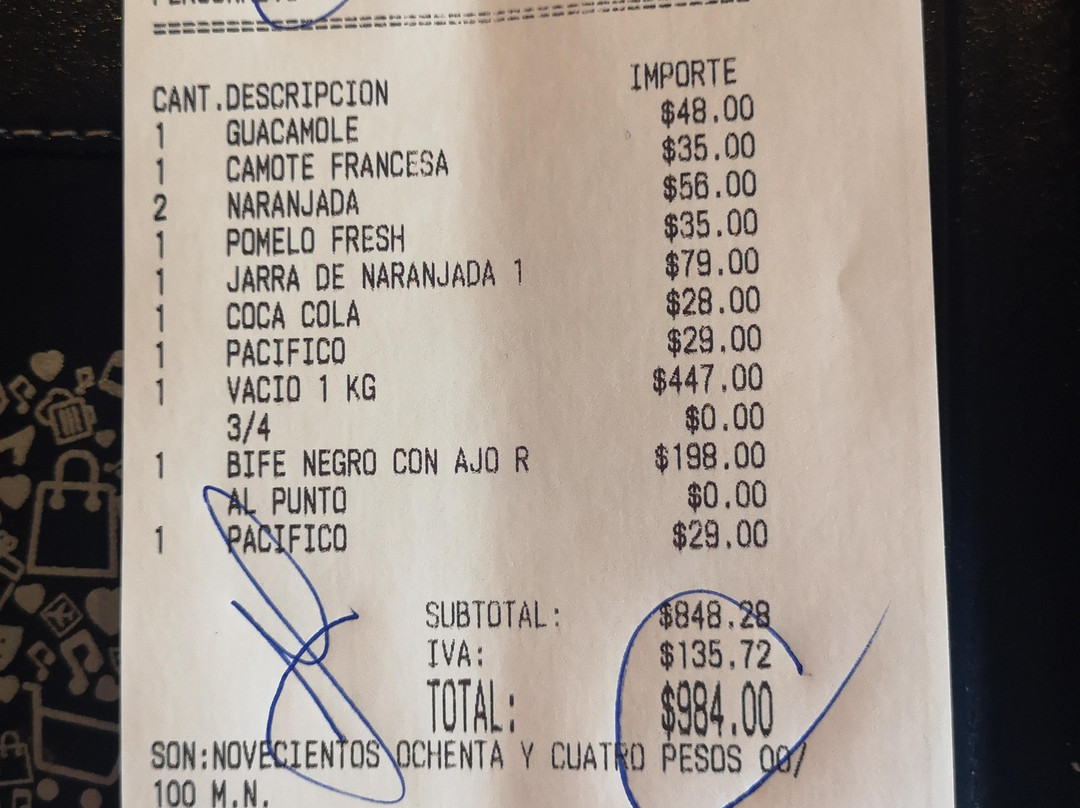 CANT.DESCRIPCION IMPORTE
1 GUACAMOLE $48.00
1 CAMOTE FRANCESA $35.00
2 NARANJADA $56.00
1 POMELO FRESH $35.00
1 JARRA DE NARANJADA 1 $79.00
1 COCA COLA $28.00
1 PACIFICO $29.00
1 VACIO 1 KG $447.00
3/4 $0.00
1 BIFE NEGRO CON AJO R $198.00
AL PUNTO $0.00
1 PACIFICO $29.00
SUBTOTAL: $848.28
IVA: $135.72
TOTAL: $984.00
SON:NOVECIENTOS OCHENTA Y CUATRO PESOS 00/
100 M.N.